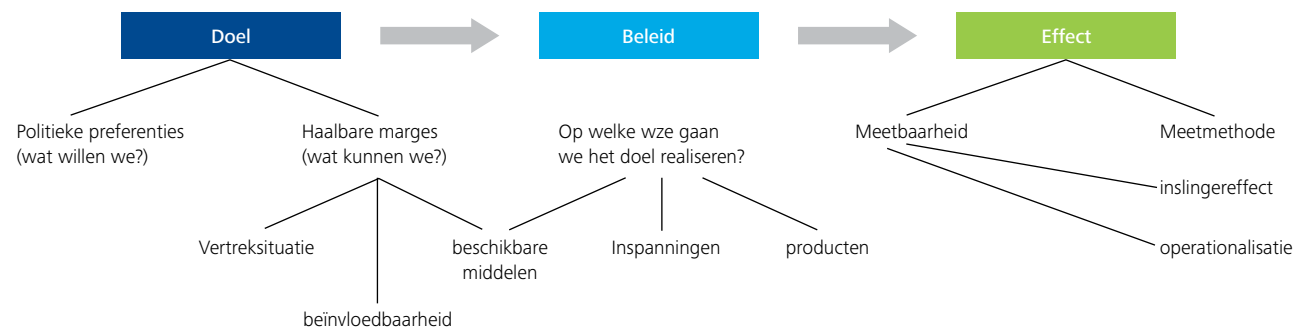 Doel
Beleid
Effect
Politieke preferenties
(wat willen we?)
Haalbare marges
(wat kunnen we?)
Op welke wze gaan
we het doel realiseren?
Meetbaarheid
Meetmethode
inslingereffect
Vertreksituatie
beschikbare
middelen
Inspanningen
producten
operationalisatie
beïnvloedbaarheid